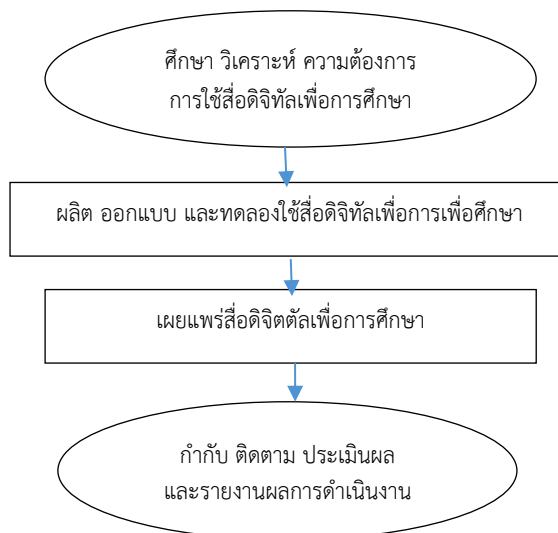 ศึกษา วิเคราะห์ ความต้องการ
การใช้สื่อดิจิทัลเพื่อการศึกษา
ผลิต ออกแบบ และทดลองใช้สื่อดิจิทัลเพื่อการเพื่อศึกษา
เผยแพร่สื่อดิจิตตัลเพื่อการศึกษา
กำกับ ติดตาม ประเมินผล
และรายงานผลการดำเนินงาน